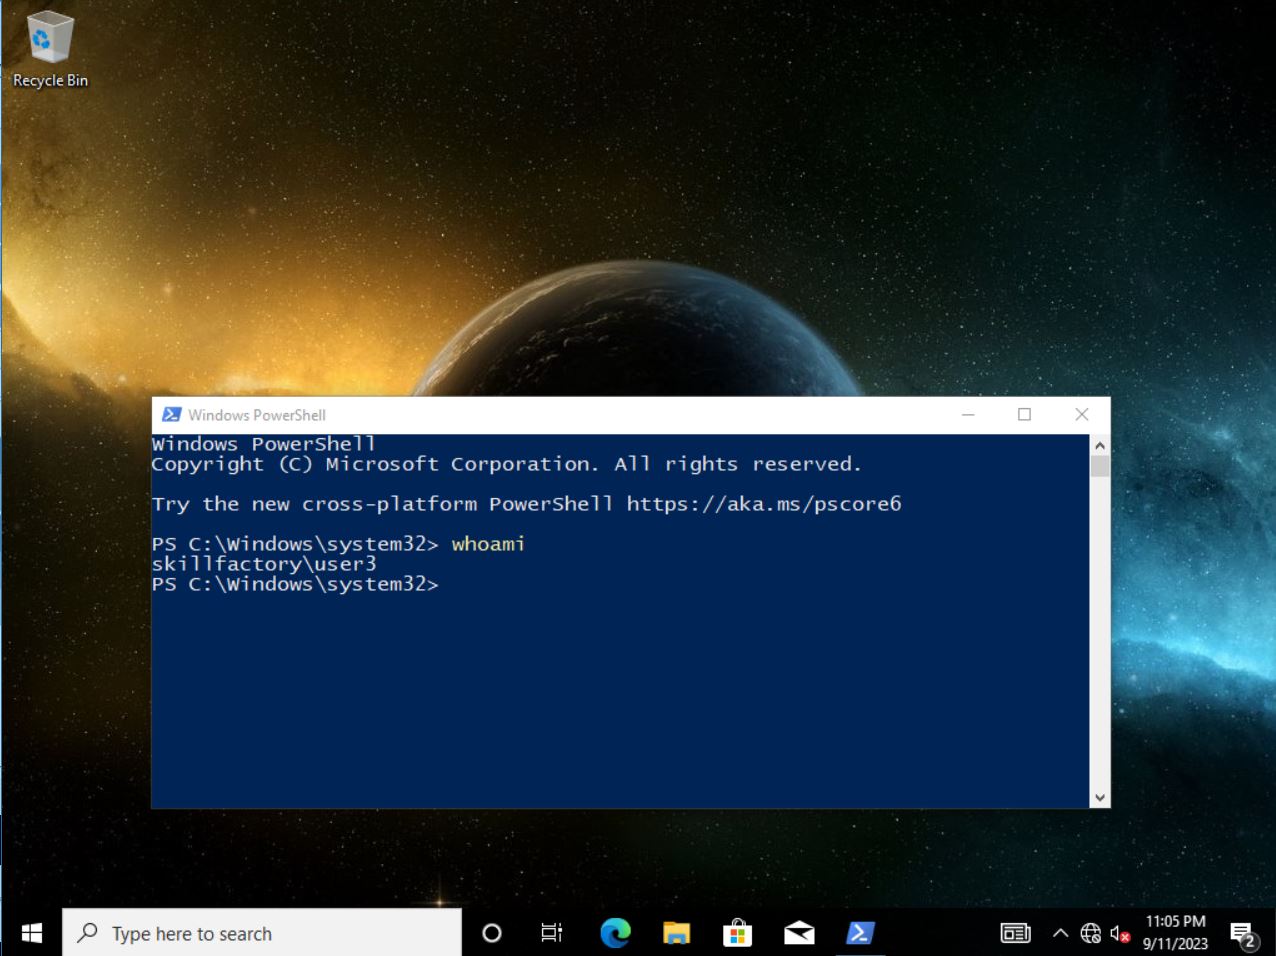 Recycle Bin
Windows PowerShell
Windows PowerShell
Copyright (C) Microsoft Corporation. All rights reserved.
Try the new cross-platform PowerShell https://aka.ms/pscore6
PS C:\Windows\system32> whoami
skillfactory\user3
PS C:\Windows\system32>
Type here to search
11:05 PM
9/11/2023
2